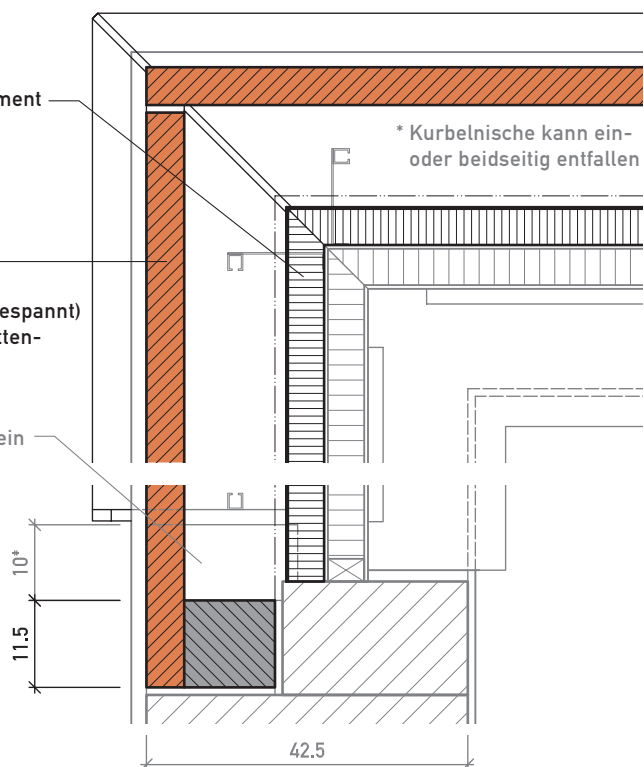 ment
* Kurbelnische kann ein-
oder beidseitig entfallen
espannt)
tten-
ein
10*
11.5
42.5